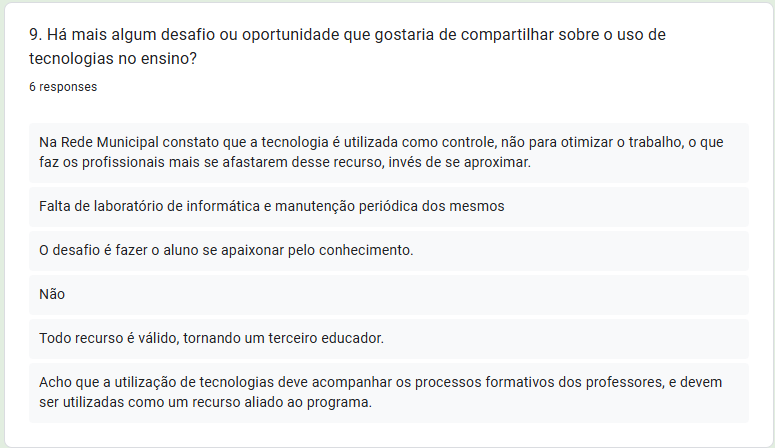 9. Há mais algum desafio ou oportunidade que gostaria de compartilhar sobre o uso de
tecnologias no ensino?
6 responses
Na Rede Municipal constato que a tecnologia é utilizada como controle, não para otimizar o trabalho, o que
faz os profissionais mais se afastarem desse recurso, invés de se aproximar.
Falta de laboratório de informática e manutenção periódica dos mesmos
O desafio é fazer o aluno se apaixonar pelo conhecimento.
Não
Todo recurso é válido, tornando um terceiro educador.
Acho que a utilização de tecnologias deve acompanhar os processos formativos dos professores, e devem
ser utilizadas como um recurso aliado ao programa.